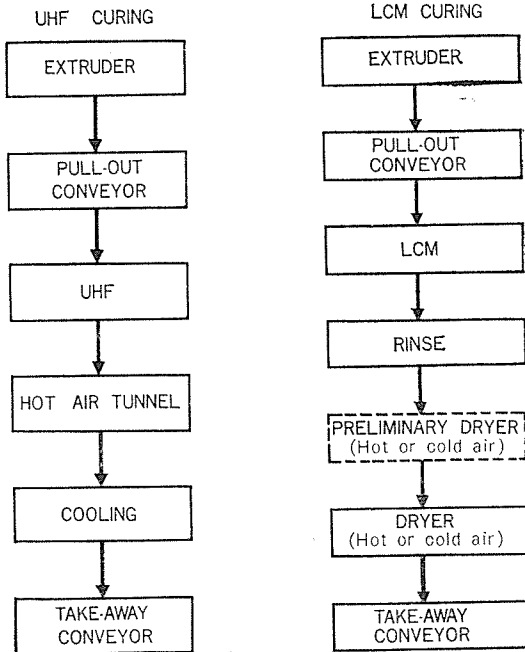 UHF CURING
EXTRUDER
PULL-OUT
CONVEYOR
UHF
HOT AIR TUNNEL
COOLING
TAKE-AWAY
CONVEYOR
LCM CURING
EXTRUDER
PULL-OUT
CONVEYOR
LCM
RINSE
PRELIMINARY DRYER
(Hot or cold air)
DRYER
(Hot or cold air)
TAKE-AWAY
CONVEYOR